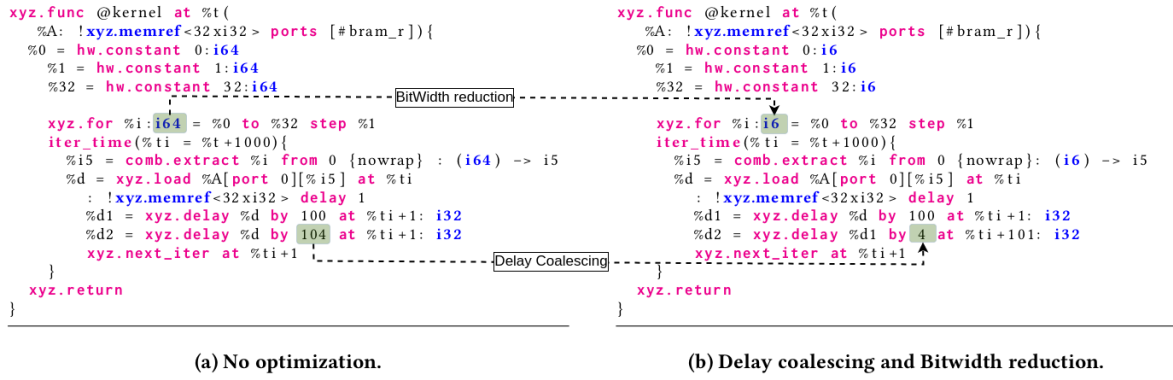 xyz.func @kernel at %t(
%A: !xyz.memref<32xi32> ports [#bram_r]){
%0 = hw.constant 0:i64
%1 = hw.constant 1:i64
%32 = hw.constant 32:i64
xyz.for %i:i64 = %0 to %32 step %1
iter_time(%ti = %t+1000){
%i5 = comb.extract %i from 0 {nowrap} : (i64) -> i5
%d = xyz.load %A[port 0][%i5] at %ti
: !xyz.memref<32xi32> delay 1
%d1 = xyz.delay %d by 100 at %ti+1: i32
%d2 = xyz.delay %d by 104 at %ti+1: i32
xyz.next_iter at %ti+1
}
xyz.return
}
(a) No optimization.
BitWidth reduction
Delay Coalescing
xyz.func @kernel at %t(
%A: !xyz.memref<32xi32> ports [#bram_r]){
%0 = hw.constant 0:i6
%1 = hw.constant 1:i6
%32 = hw.constant 32:i6
xyz.for %i:i6 = %0 to %32 step %1
iter_time(%ti = %t+1000){
%i5 = comb.extract %i from 0 {nowrap}: (i6) -> i5
%d = xyz.load %A[port 0][%i5] at %ti
: !xyz.memref<32xi32> delay 1
%d1 = xyz.delay %d by 100 at %ti+1: i32
%d2 = xyz.delay %d1 by 4 at %ti+101: i32
xyz.next_iter at %ti+1
}
xyz.return
}
(b) Delay coalescing and Bitwidth reduction.